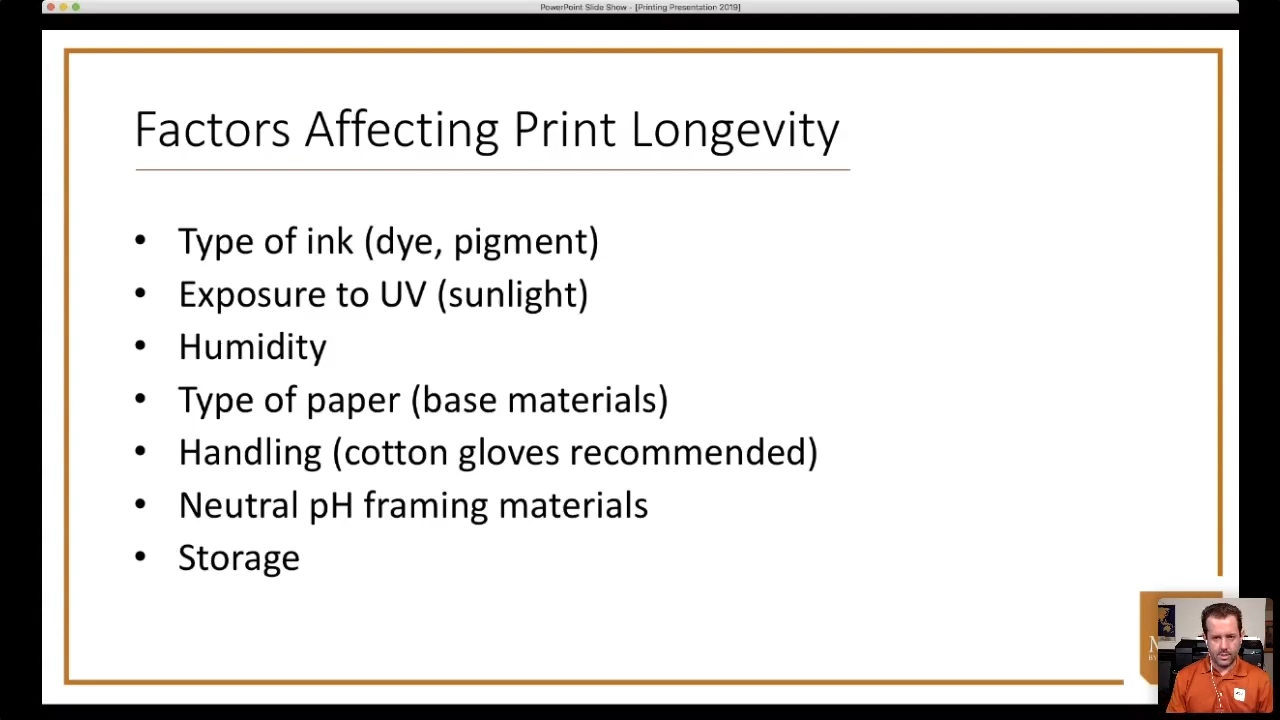 PowerPoint Slide Show - [Printing Presentation 2019]
Factors Affecting Print Longevity
• Type of ink (dye, pigment)
• Exposure to UV (sunlight)
• Humidity
• Type of paper (base materials)
• Handling (cotton gloves recommended)
• Neutral pH framing materials
• Storage